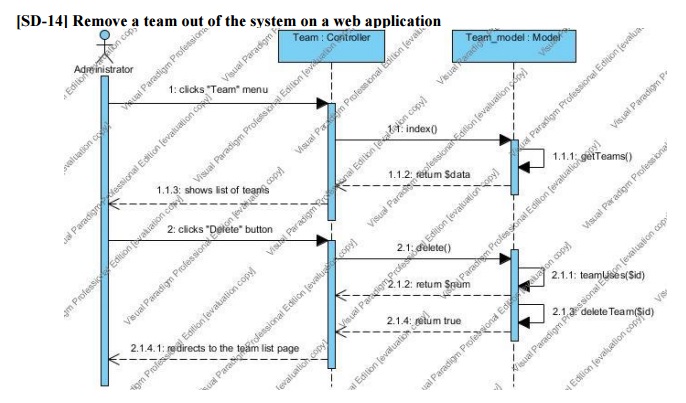 [SD-14] Remove a team out of the system on a web application
Team : Controller
Team_model : Model
Administrator
1: clicks "Team" menu
1.1: index()
1.1.1: getTeams()
1.1.2: return $data
1.1.3: shows list of teams
2: clicks "Delete" button
2.1: delete()
2.1.1: teamUses($id)
2.1.2: return $num
2.1.3: deleteTeam($id)
2.1.4: return true
2.1.4.1: redirects to the team list page
Visual Paradigm Professional Edition [evaluation copy]